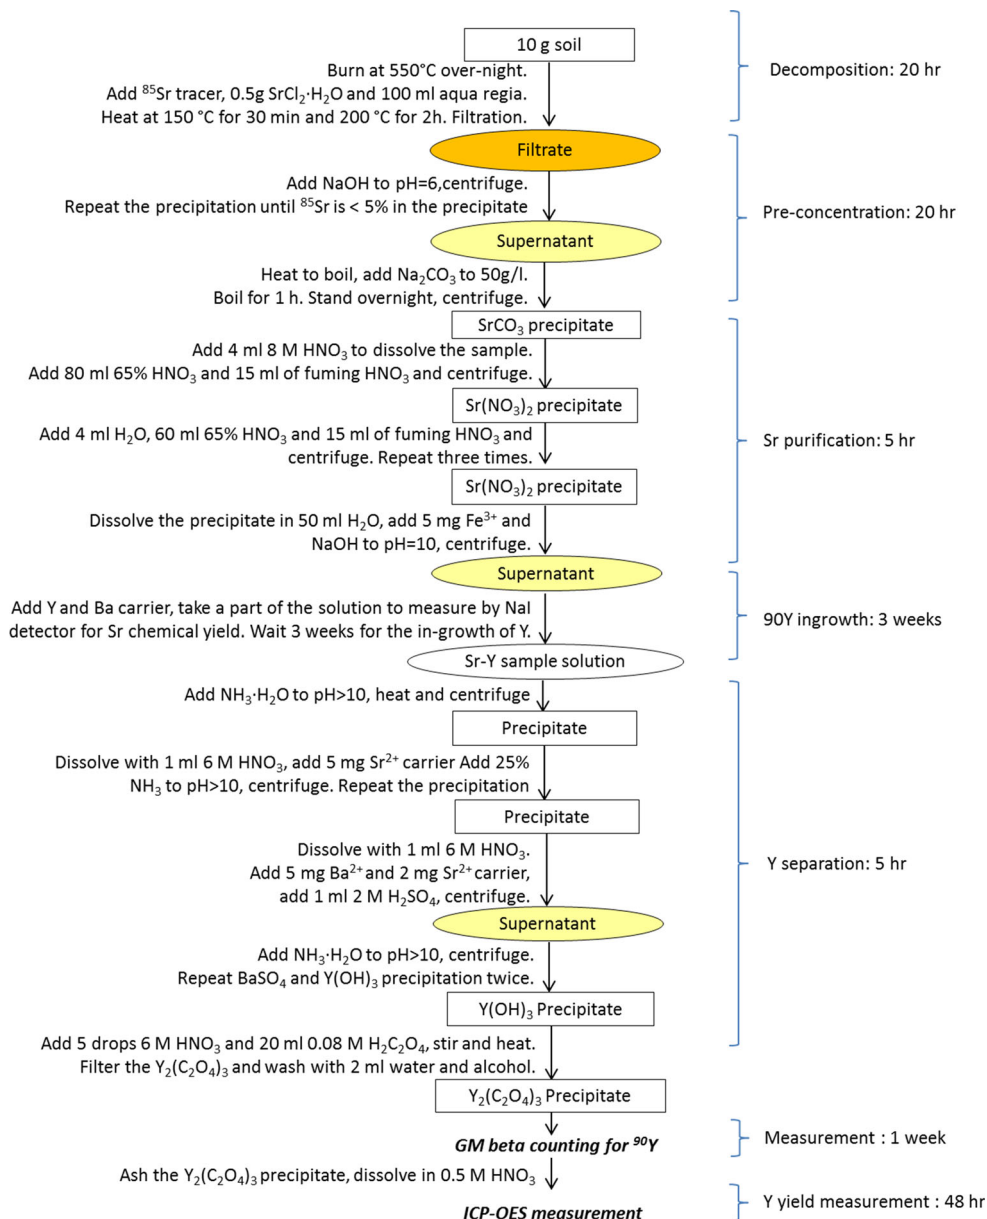 10 g soil
Burn at 550°C over-night.
Add ⁸⁵Sr tracer, 0.5g SrCl₂·H₂O and 100 ml aqua regia.
Heat at 150 °C for 30 min and 200 °C for 2h. Filtration.
Decomposition: 20 hr
Filtrate
Add NaOH to pH=6,centrifuge.
Repeat the precipitation until ⁸⁵Sr is < 5% in the precipitate
Pre-concentration: 20 hr
Supernatant
Heat to boil, add Na₂CO₃ to 50g/l.
Boil for 1 h. Stand overnight, centrifuge.
SrCO₃ precipitate
Add 4 ml 8 M HNO₃ to dissolve the sample.
Add 80 ml 65% HNO₃ and 15 ml of fuming HNO₃ and centrifuge.
Sr(NO₃)₂ precipitate
Add 4 ml H₂O, 60 ml 65% HNO₃ and 15 ml of fuming HNO₃ and
centrifuge. Repeat three times.
Sr purification: 5 hr
Sr(NO₃)₂ precipitate
Dissolve the precipitate in 50 ml H₂O, add 5 mg Fe³⁺ and
NaOH to pH=10, centrifuge.
Supernatant
Add Y and Ba carrier, take a part of the solution to measure by NaI
detector for Sr chemical yield. Wait 3 weeks for the in-growth of Y.
90Y ingrowth: 3 weeks
Sr-Y sample solution
Add NH₃·H₂O to pH>10, heat and centrifuge
Precipitate
Dissolve with 1 ml 6 M HNO₃, add 5 mg Sr²⁺ carrier Add 25%
NH₃ to pH>10, centrifuge. Repeat the precipitation
Precipitate
Dissolve with 1 ml 6 M HNO₃.
Add 5 mg Ba²⁺ and 2 mg Sr²⁺ carrier,
add 1 ml 2 M H₂SO₄, centrifuge.
Y separation: 5 hr
Supernatant
Add NH₃·H₂O to pH>10, centrifuge.
Repeat BaSO₄ and Y(OH)₃ precipitation twice.
Y(OH)₃ Precipitate
Add 5 drops 6 M HNO₃ and 20 ml 0.08 M H₂C₂O₄, stir and heat.
Filter the Y₂(C₂O₄)₃ and wash with 2 ml water and alcohol.
Y₂(C₂O₄)₃ Precipitate
GM beta counting for ⁹⁰Y
Measurement : 1 week
Ash the Y₂(C₂O₄)₃ precipitate, dissolve in 0.5 M HNO₃
ICP-OES measurement
Y yield measurement : 48 hr